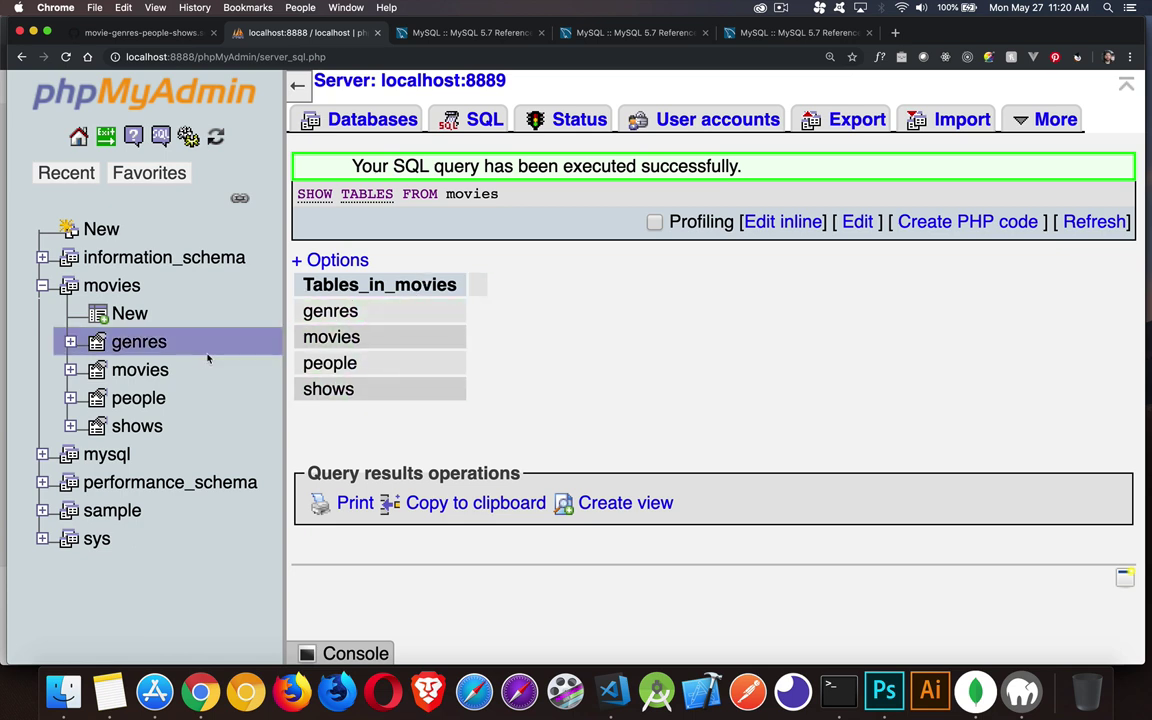 Chrome File Edit View History Bookmarks People Window Help 100% Mon May 27 11:20 AM
movie-genres-people-shows.s localhost:8888 / localhost | ph MySQL :: MySQL 5.7 Referenc MySQL :: MySQL 5.7 Referenc MySQL :: MySQL 5.7 Referenc
localhost:8888/phpMyAdmin/server_sql.php
phpMyAdmin
Exit SQL
Recent Favorites
New
information_schema
movies
New
genres
movies
people
shows
mysql
performance_schema
sample
sys
Server: localhost:8889
Databases SQL Status User accounts Export Import More
Your SQL query has been executed successfully.
SHOW TABLES FROM movies
Profiling [Edit inline] [ Edit ] [ Create PHP code ] [ Refresh]
+ Options
Tables_in_movies
genres
movies
people
shows
Query results operations
Print Copy to clipboard Create view
Console
Ps Ai